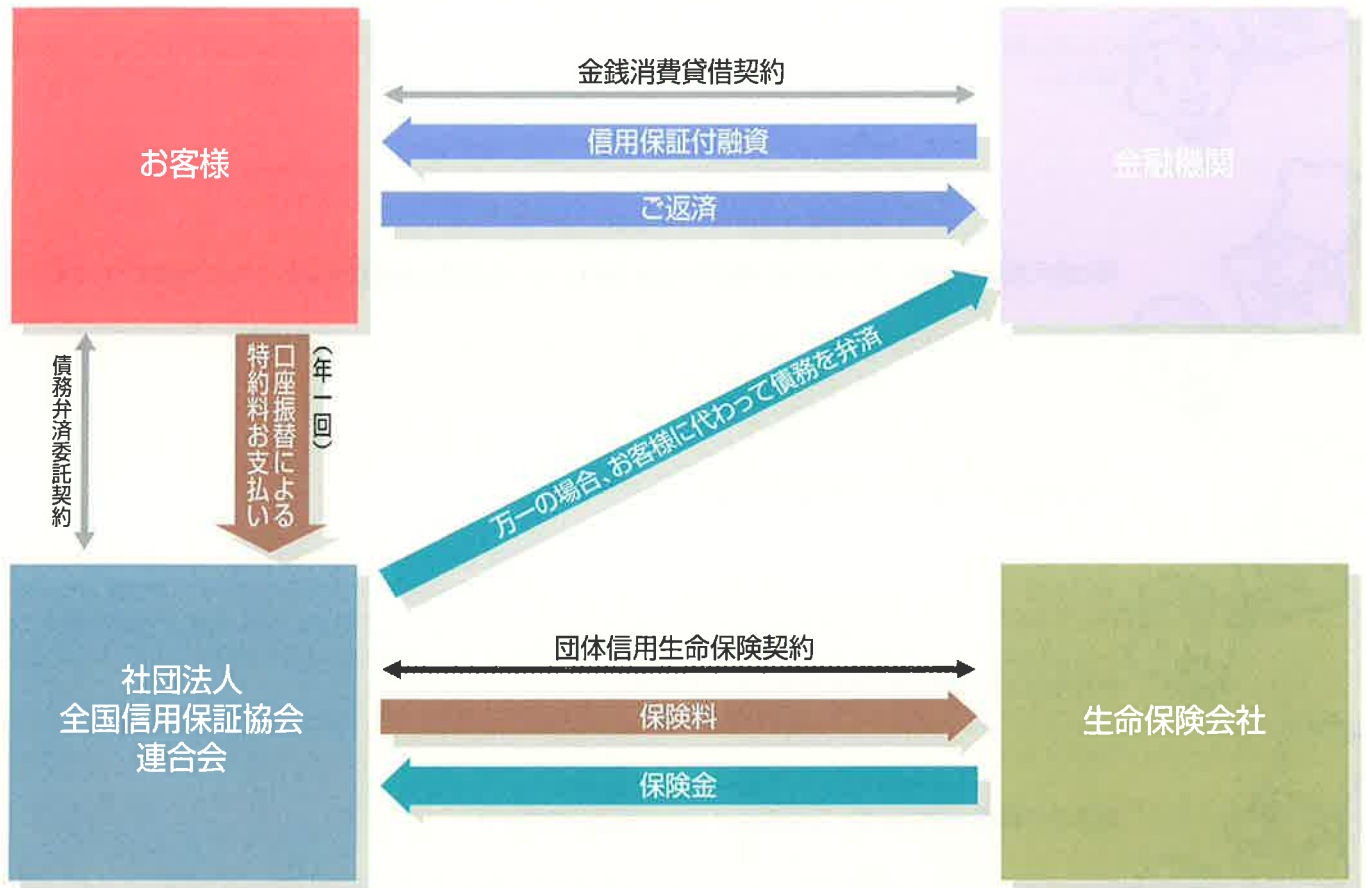 金銭消費貸借契約
信用保証付融資
お客様
金融機関
ご返済
債務弁済委託契約
（年一回）
口座振替による
特約料お支払い
万一の場合、お客様に代わって債務を弁済
団体信用生命保険契約
社団法人
全国信用保証協会
連合会
保険料
生命保険会社
保険金